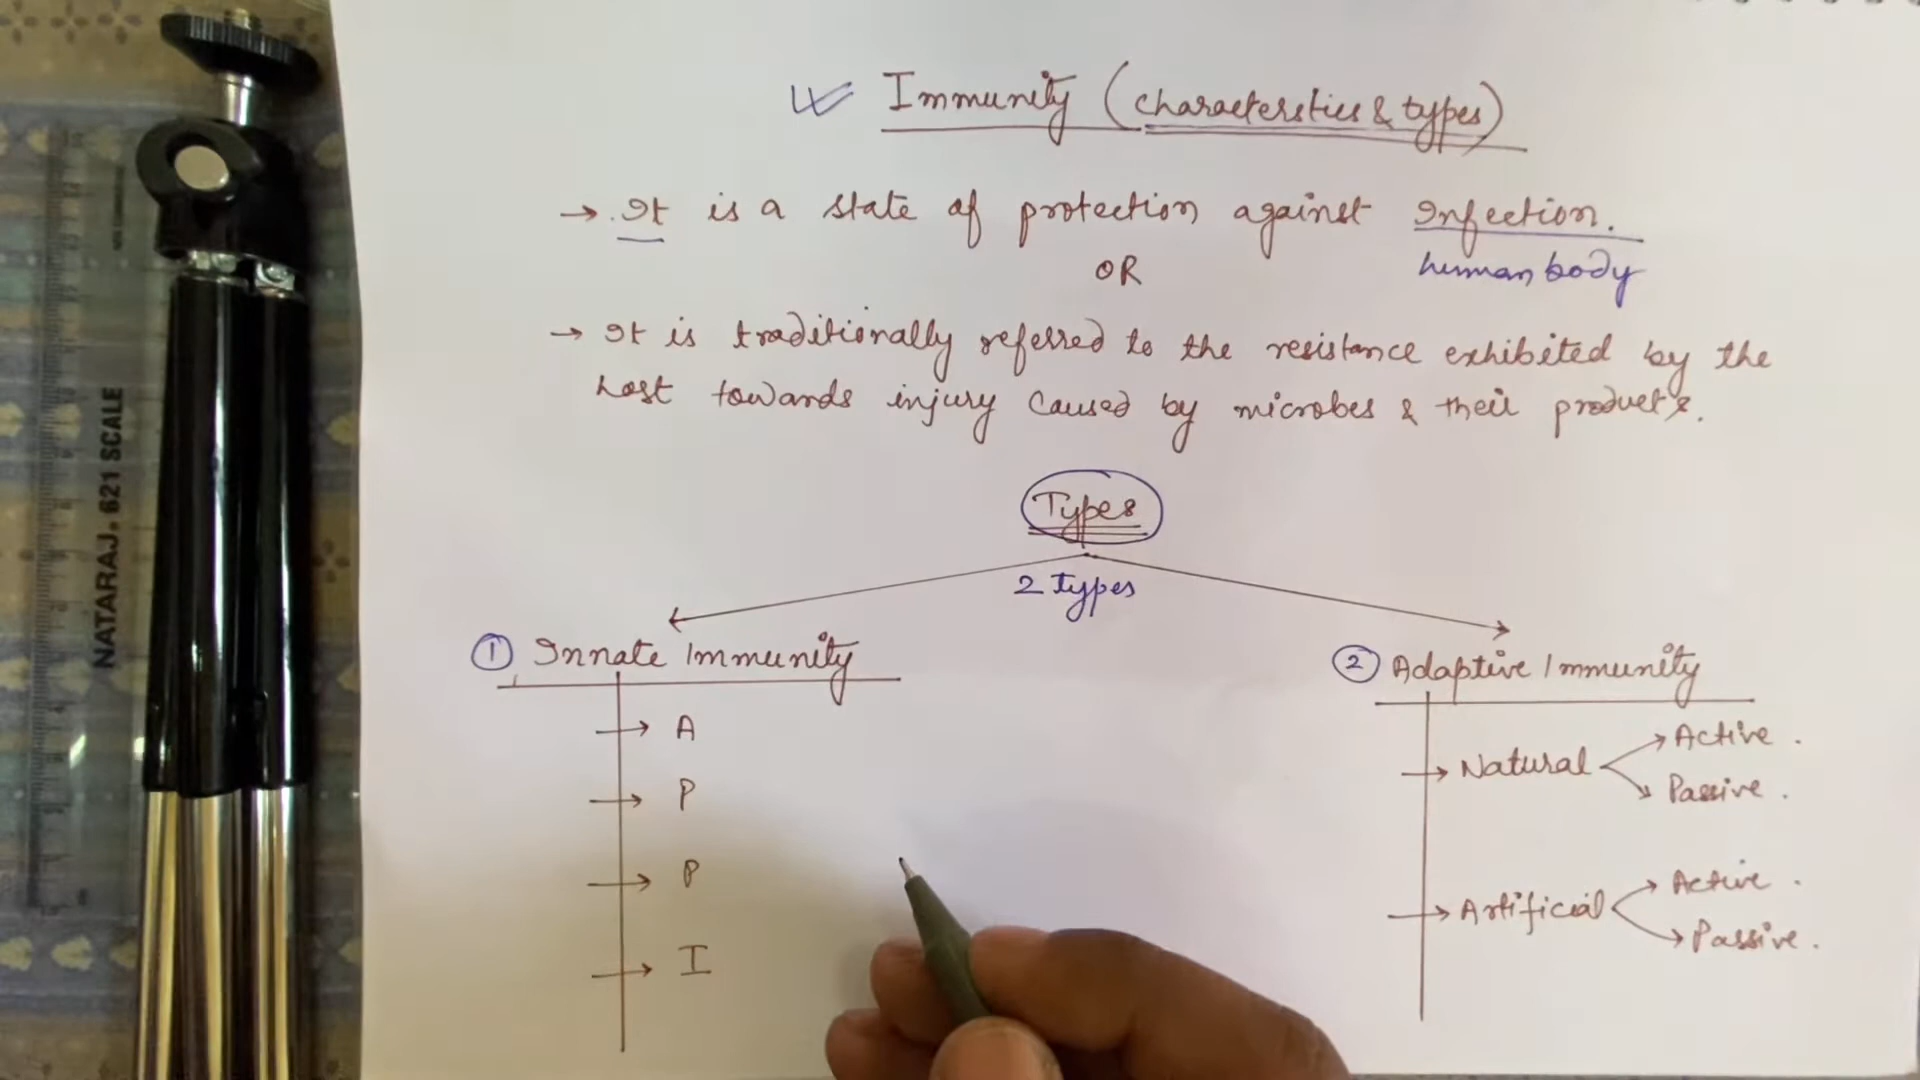 Immunity (characterstics & types)
→ It is a state of protection against Infection.
human body
OR
→ It is traditionally referred to the resistance exhibited by the
host towards injury caused by microbes & their product's.
Types
2 types
① Innate Immunity
→ A
→ P
→ P
→ I
② Adaptive Immunity
→ Natural → Active .
→ Passive .
→ Artificial → Active .
→ Passive .
NATARAJ. 621 SCALE